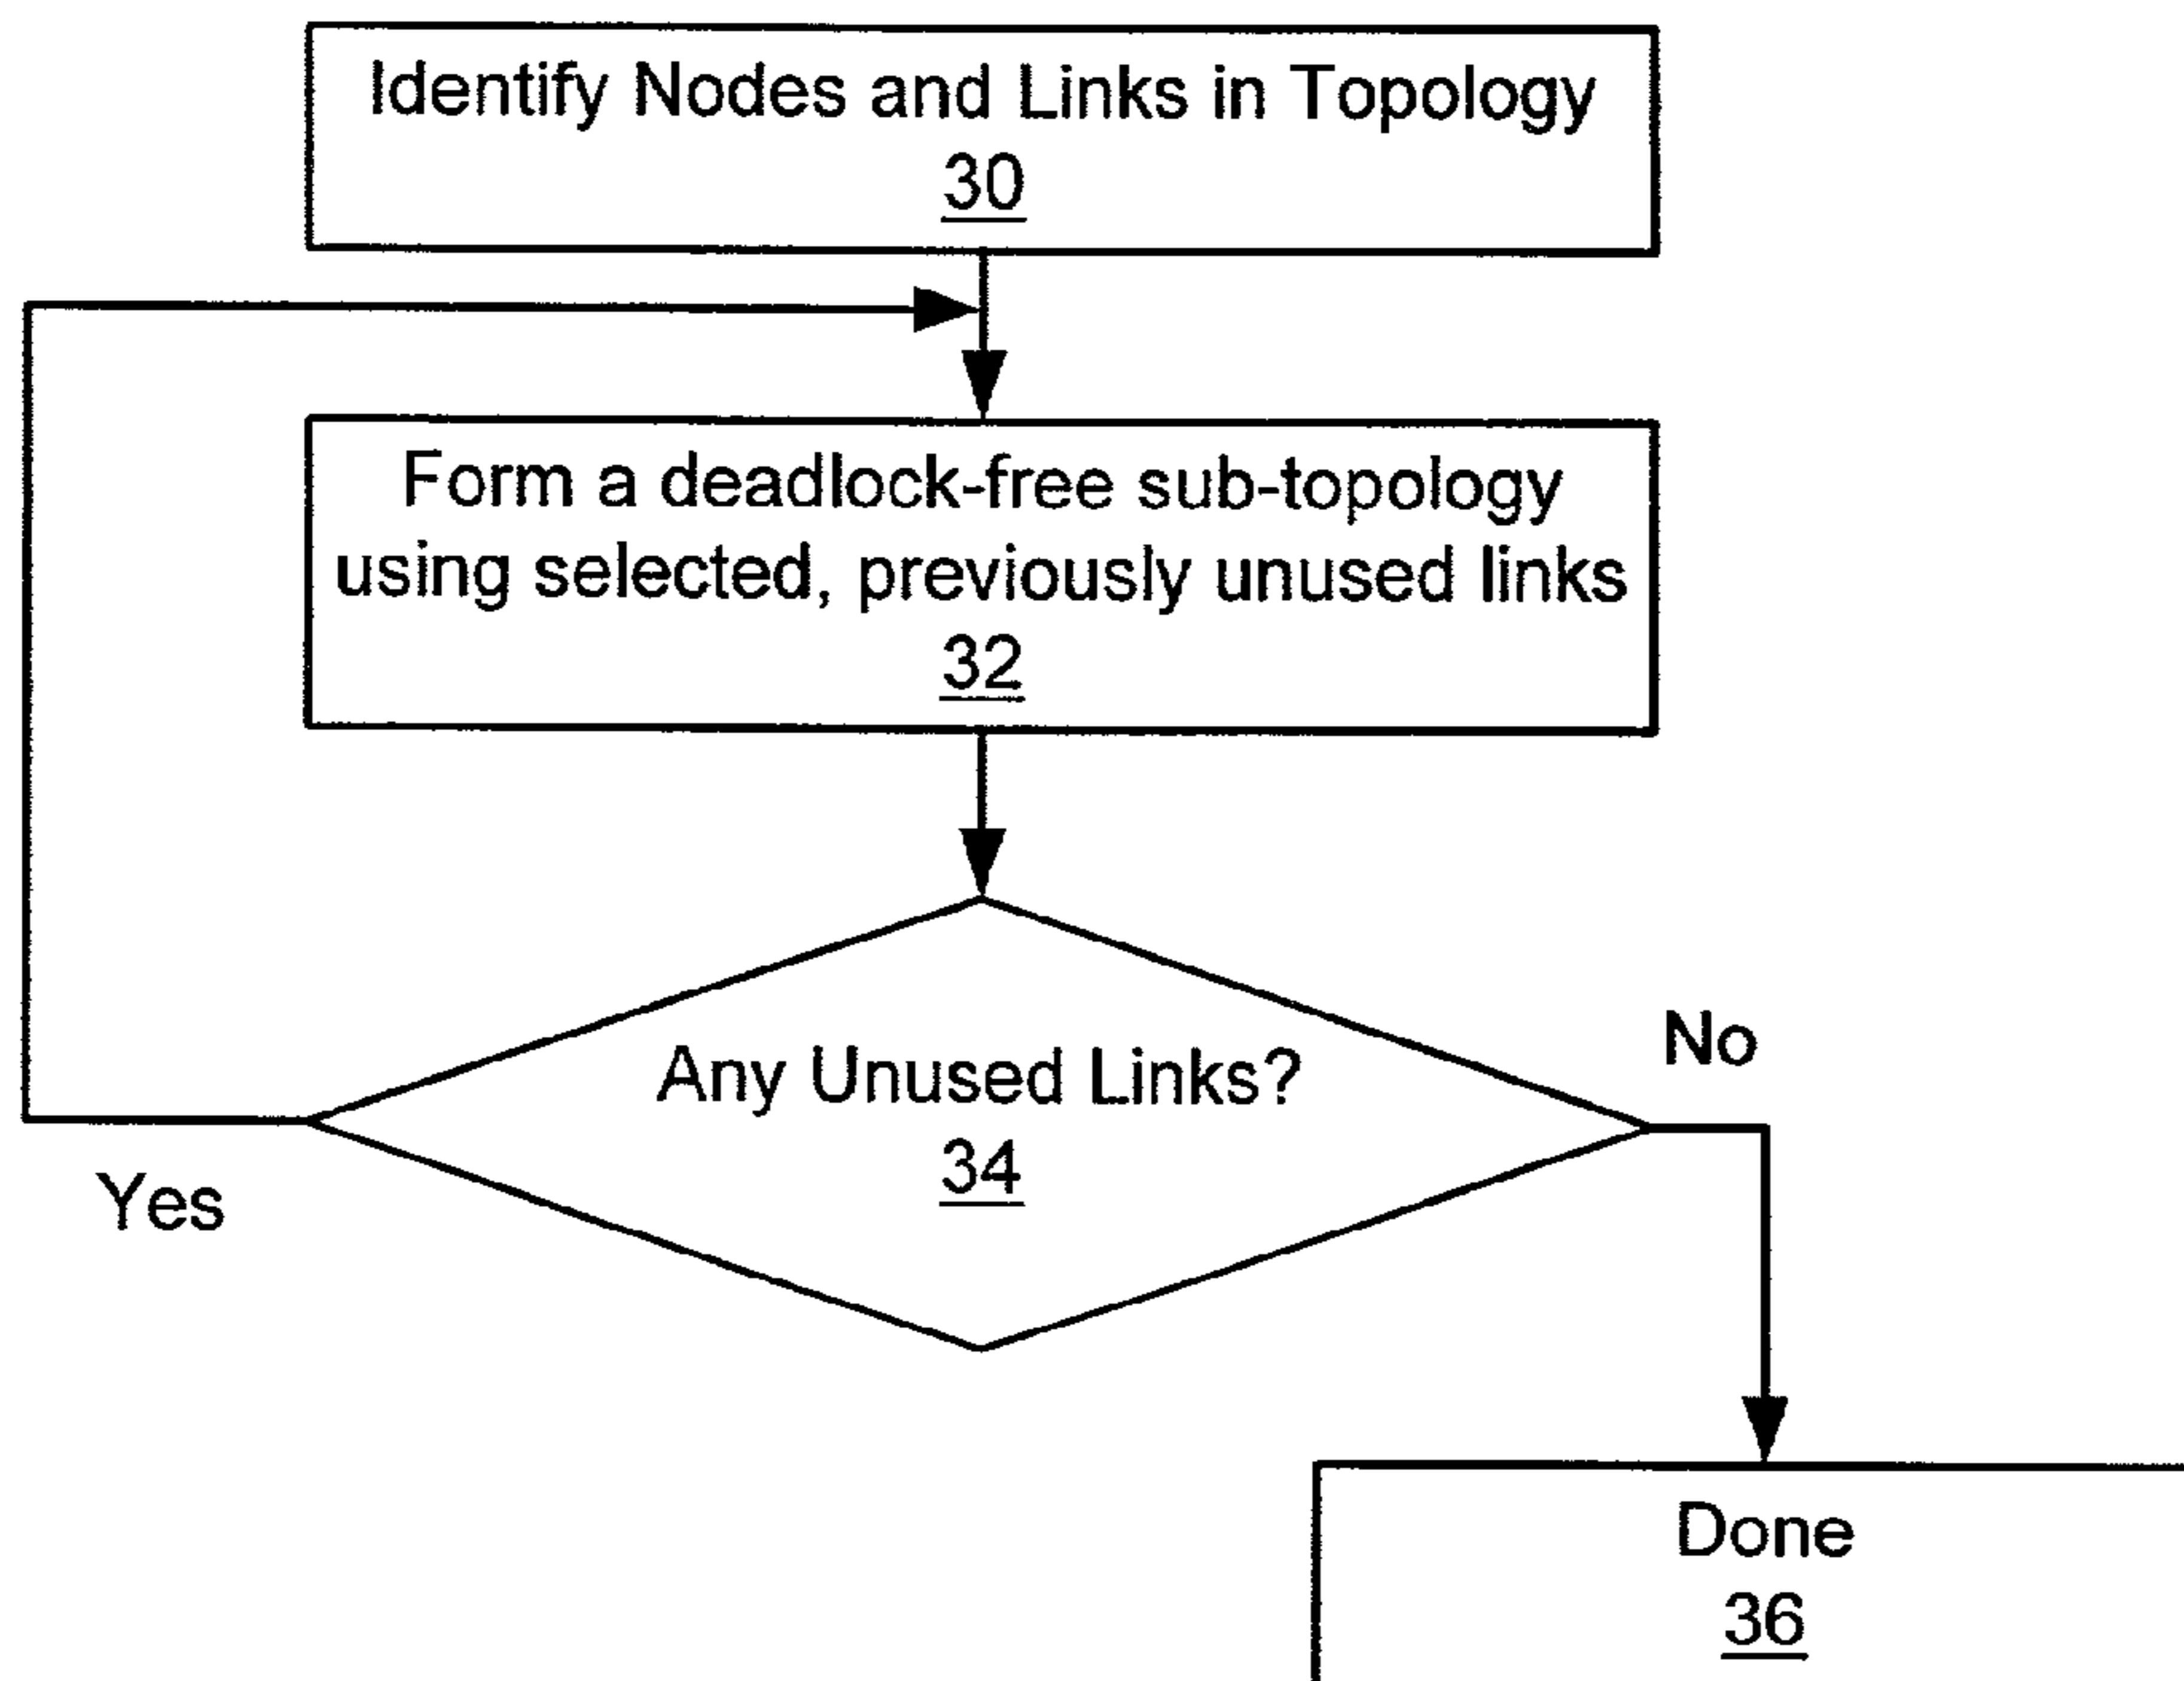 Identify Nodes and Links in Topology
30
Form a deadlock-free sub-topology
using selected, previously unused links
32
Any Unused Links?
34
No
Yes
Done
36